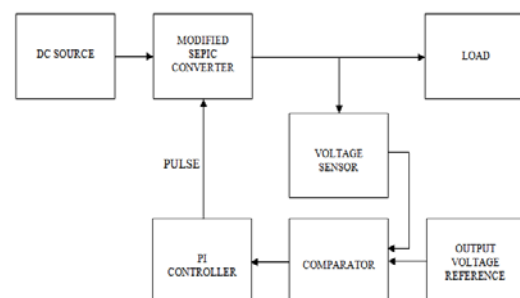 DC SOURCE
MODIFIED
SEPIC
CONVERTER
LOAD
VOLTAGE
SENSOR
PULSE
PI
CONTROLLER
COMPARATOR
OUTPUT
VOLTAGE
REFERENCE